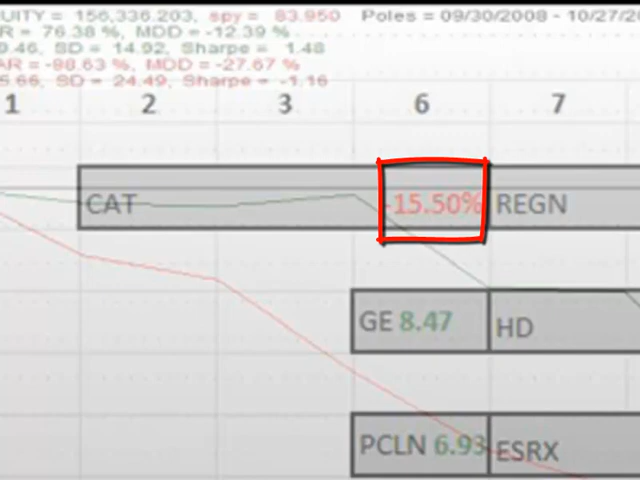 UITY = 156,336.203, spy = 83.950 Poles = 09/30/2008 - 10/27/20
R = 76.38 %, MDD = -12.39 %
9.46, SD = 14.92, Sharpe = 1.48
AR = -88.63 %, MDD = -27.67 %
5.66, SD = 24.49, Sharpe = -1.16
1 2 3 6 7
CAT -15.50% REGN
GE 8.47 HD
PCLN 6.93 ESRX